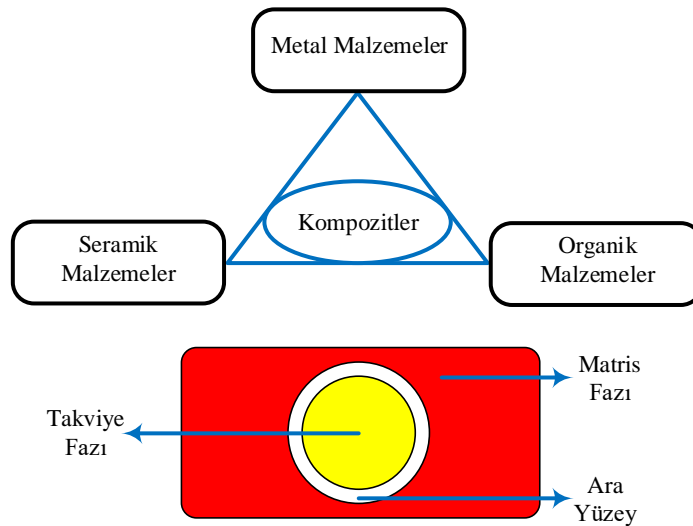 Metal Malzemeler
Kompozitler
Seramik
Malzemeler
Organik
Malzemeler
Matris
Fazı
Takviye
Fazı
Ara
Yüzey